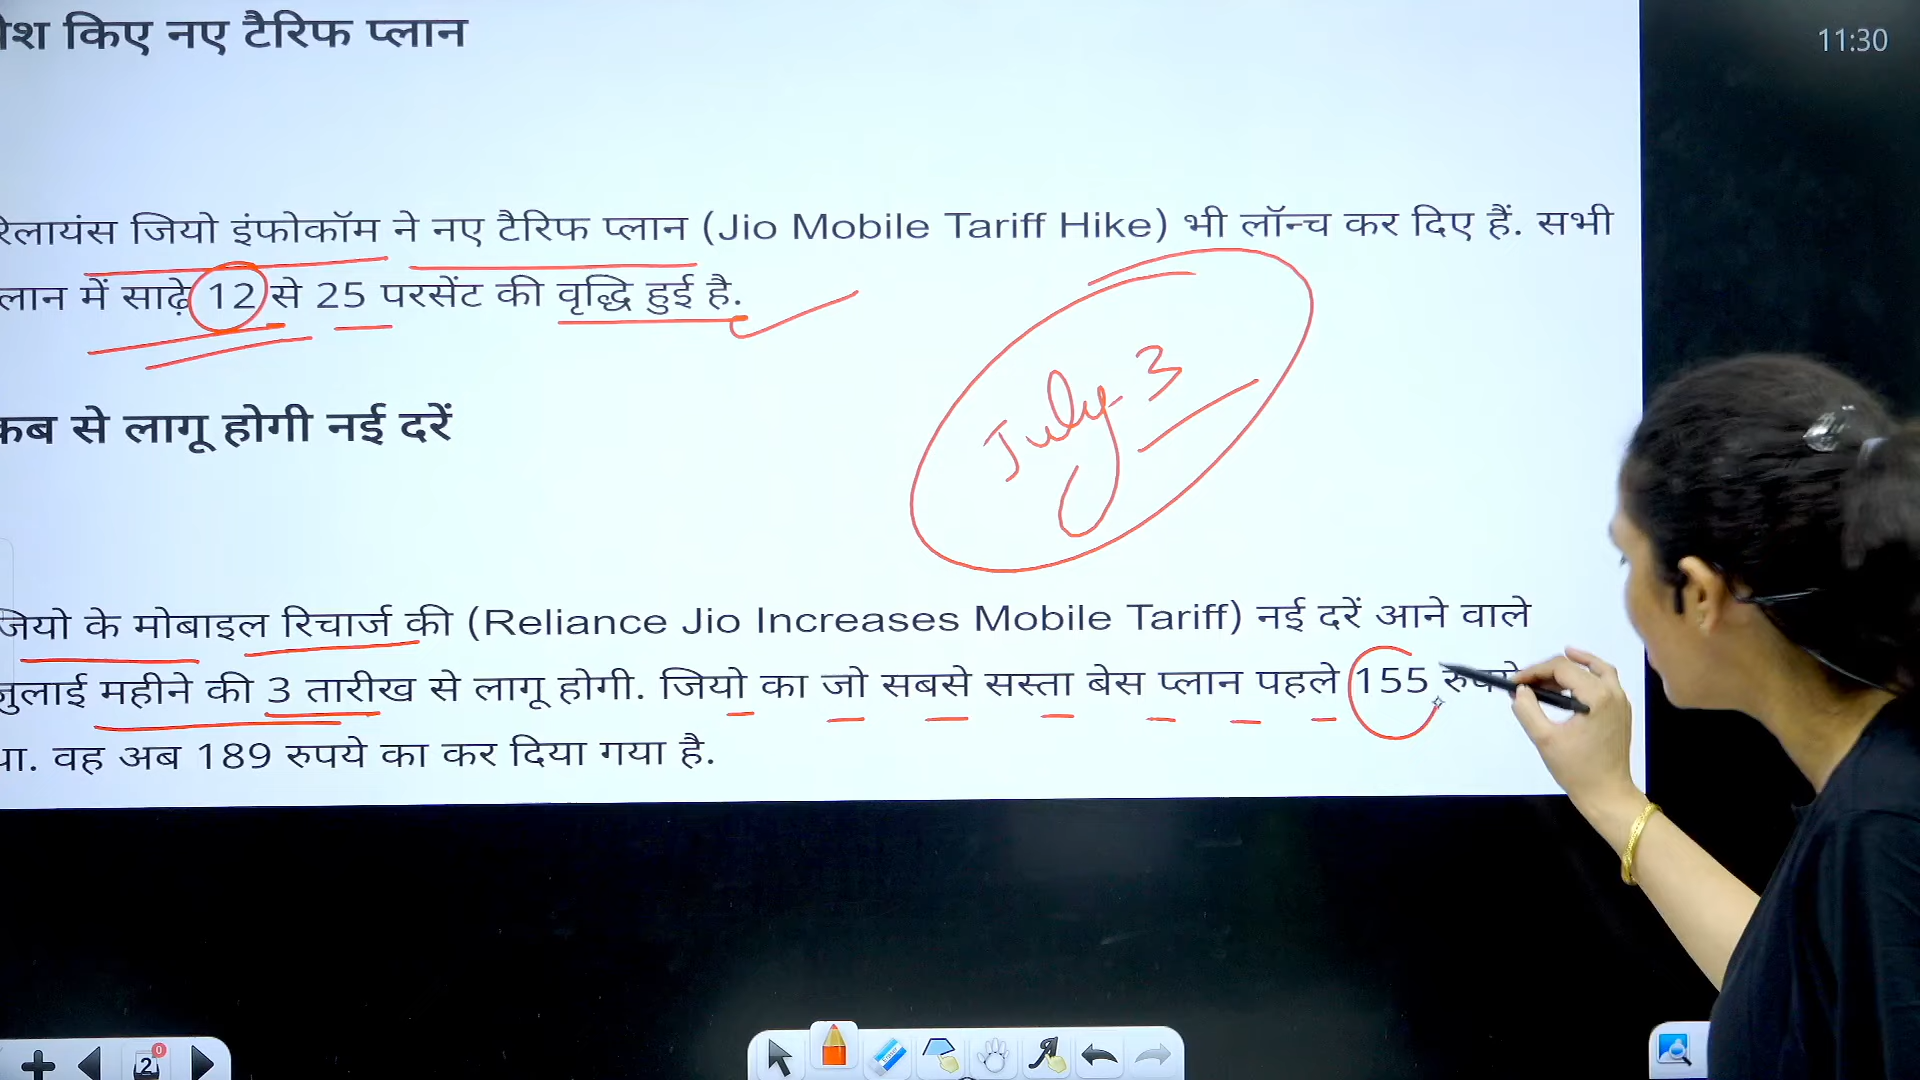 किए नए टैरिफ प्लान
11:30
रिलायंस जियो इंफोकॉम ने नए टैरिफ प्लान (Jio Mobile Tariff Hike) भी लॉन्च कर दिए हैं. सभी
में साढ़े 12 से 25 परसेंट की वृद्धि हुई है.
July 3
से लागू होगी नई दरें
जियो के मोबाइल रिचार्ज की (Reliance Jio Increases Mobile Tariff) नई दरें आने वाले
जुलाई महीने की 3 तारीख से लागू होगी. जियो का जो सबसे सस्ता बेस प्लान पहले 155 रुपये
वह अब 189 रुपये का कर दिया गया है.
2
0